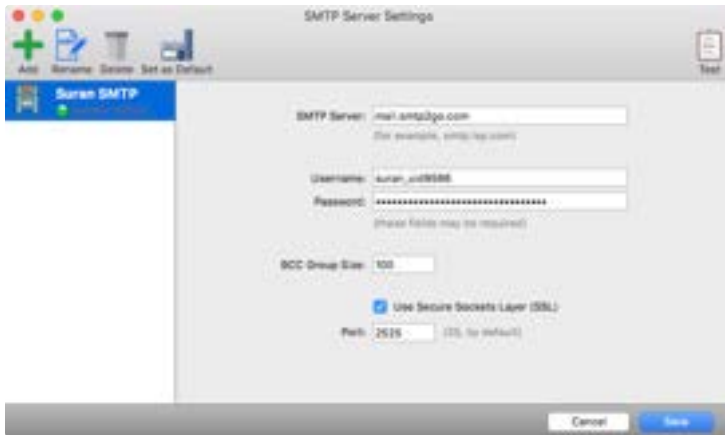 SMTP Server Settings
Add Rename Delete Set as Default Test
Suran SMTP
SMTP Server: mail.smtp2go.com
(for example, smtp.isp.com)
Username:
Password: 
(these fields may be required)
BCC Group Size: 100
Use Secure Sockets Layer (SSL)
Port: 2525 (25, by default)
Cancel Save